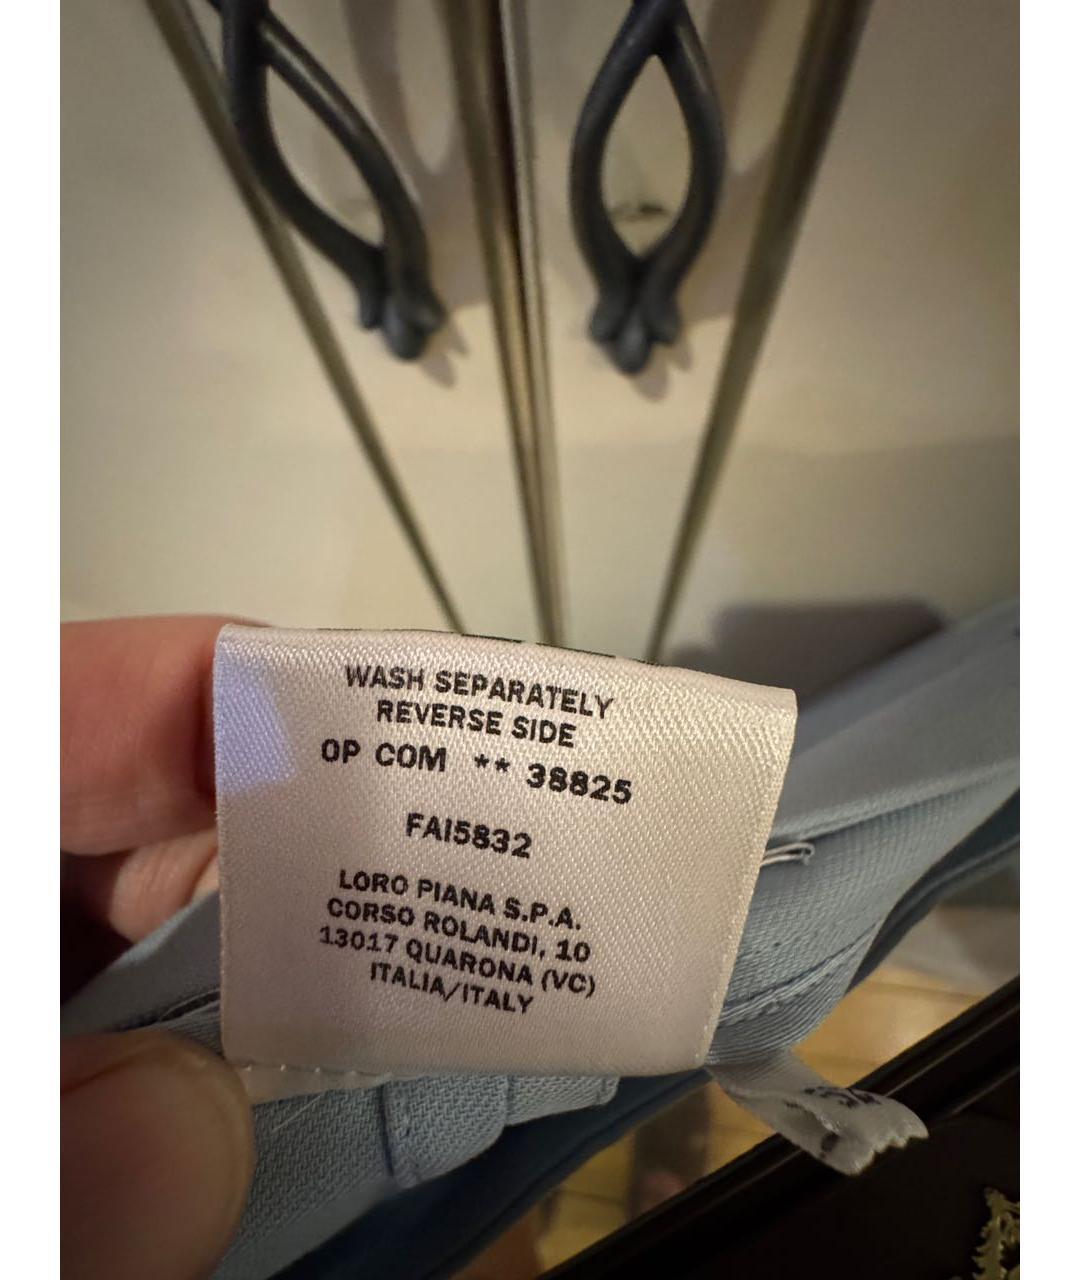 WASH SEPARATELY
REVERSE SIDE
OP COM ** 38825
FAI5832
LORO PIANA S.P.A.
CORSO ROLANDI, 10
13017 QUARONA (VC)
ITALIA/ITALY